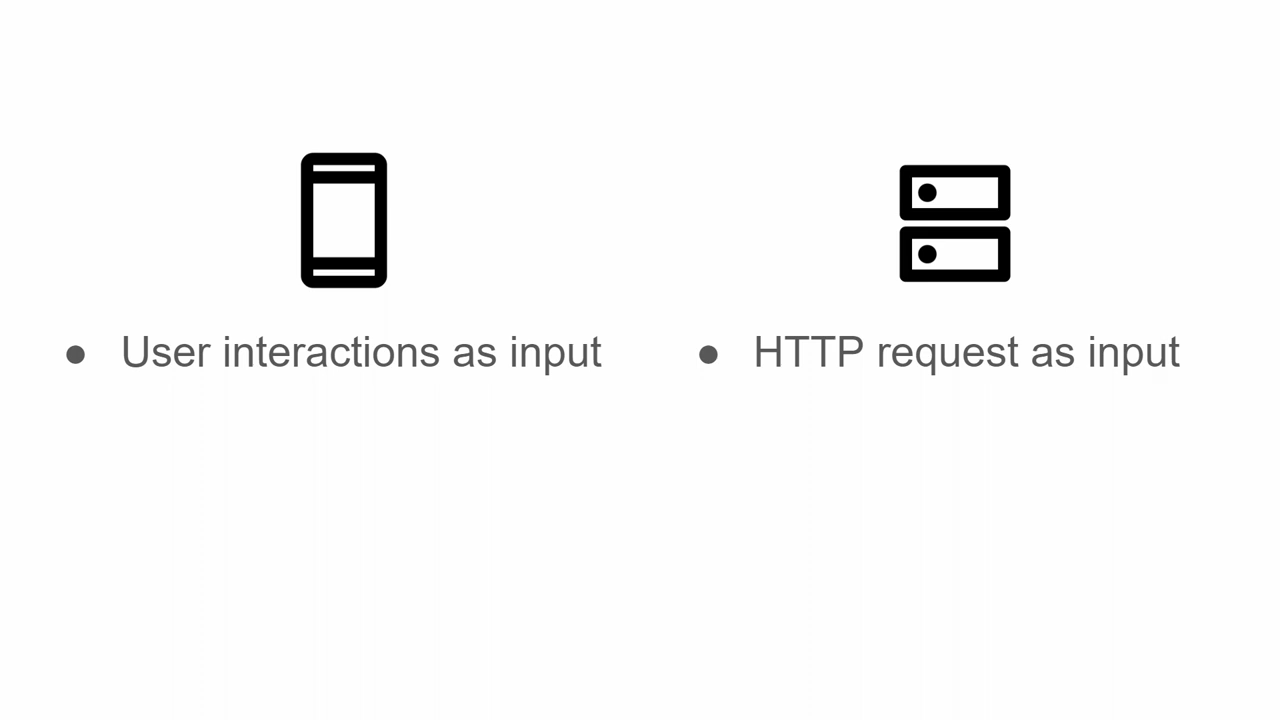 ● User interactions as input
● HTTP request as input